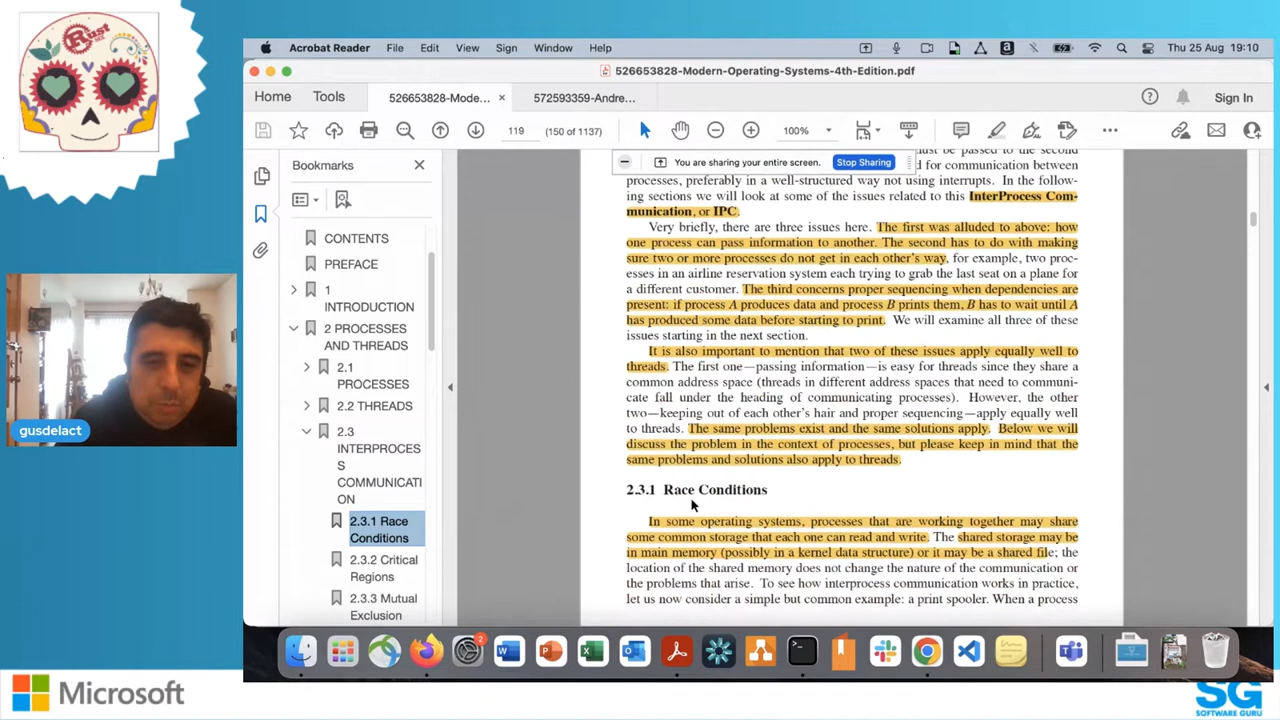 Rust
MX
Acrobat Reader File Edit View Sign Window Help
Thu 25 Aug 19:10
526653828-Modern-Operating-Systems-4th-Edition.pdf
Home Tools 526653828-Mode... × 572593359-Andre... Sign In
119 (150 of 1137) 100%
Bookmarks
You are sharing your entire screen. Stop Sharing
CONTENTS
PREFACE
1
INTRODUCTION
2 PROCESSES
AND THREADS
2.1
PROCESSES
2.2 THREADS
2.3
INTERPROCES
S
COMMUNICATI
ON
2.3.1 Race
Conditions
2.3.2 Critical
Regions
2.3.3 Mutual
Exclusion
must be passed to the second
d for communication between
processes, preferably in a well-structured way not using interrupts. In the follow-
ing sections we will look at some of the issues related to this InterProcess Com-
munication, or IPC.
Very briefly, there are three issues here. The first was alluded to above: how
one process can pass information to another. The second has to do with making
sure two or more processes do not get in each other's way, for example, two proc-
esses in an airline reservation system each trying to grab the last seat on a plane for
a different customer. The third concerns proper sequencing when dependencies are
present: if process A produces data and process B prints them, B has to wait until A
has produced some data before starting to print. We will examine all three of these
issues starting in the next section.
It is also important to mention that two of these issues apply equally well to
threads. The first one—passing information—is easy for threads since they share a
common address space (threads in different address spaces that need to communi-
cate fall under the heading of communicating processes). However, the other
two—keeping out of each other's hair and proper sequencing—apply equally well
to threads. The same problems exist and the same solutions apply. Below we will
discuss the problem in the context of processes, but please keep in mind that the
same problems and solutions also apply to threads.
2.3.1 Race Conditions
In some operating systems, processes that are working together may share
some common storage that each one can read and write. The shared storage may be
in main memory (possibly in a kernel data structure) or it may be a shared file; the
location of the shared memory does not change the nature of the communication or
the problems that arise. To see how interprocess communication works in practice,
let us now consider a simple but common example: a print spooler. When a process
gusdelact
2
Microsoft
SG
SOFTWARE GURU